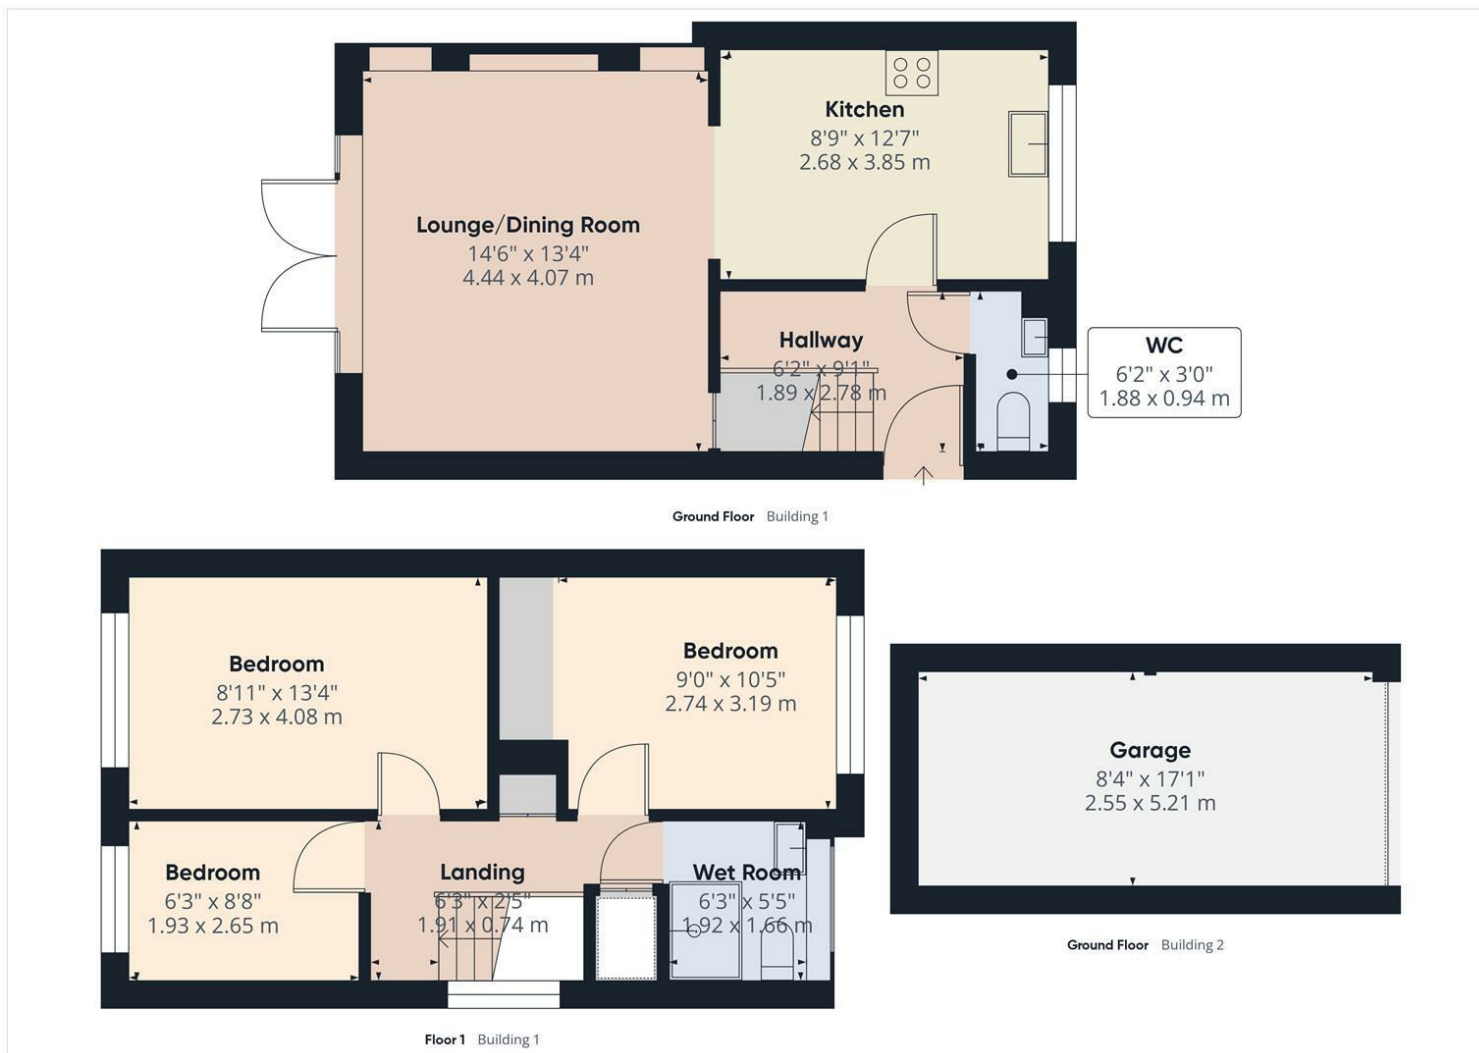 Kitchen
8'9" x 12'7"
2.68 x 3.85 m
Lounge/Dining Room
14'6" x 13'4"
4.44 x 4.07 m
Hallway
6'2" x 9'1"
1.89 x 2.78 m
WC
6'2" x 3'0"
1.88 x 0.94 m
Ground Floor Building 1
Bedroom
8'11" x 13'4"
2.73 x 4.08 m
Bedroom
9'0" x 10'5"
2.74 x 3.19 m
Bedroom
6'3" x 8'8"
1.93 x 2.65 m
Landing
6'3" x 2'5"
1.91 x 0.74 m
Wet Room
6'3" x 5'5"
1.92 x 1.66 m
Floor 1 Building 1
Garage
8'4" x 17'1"
2.55 x 5.21 m
Ground Floor Building 2